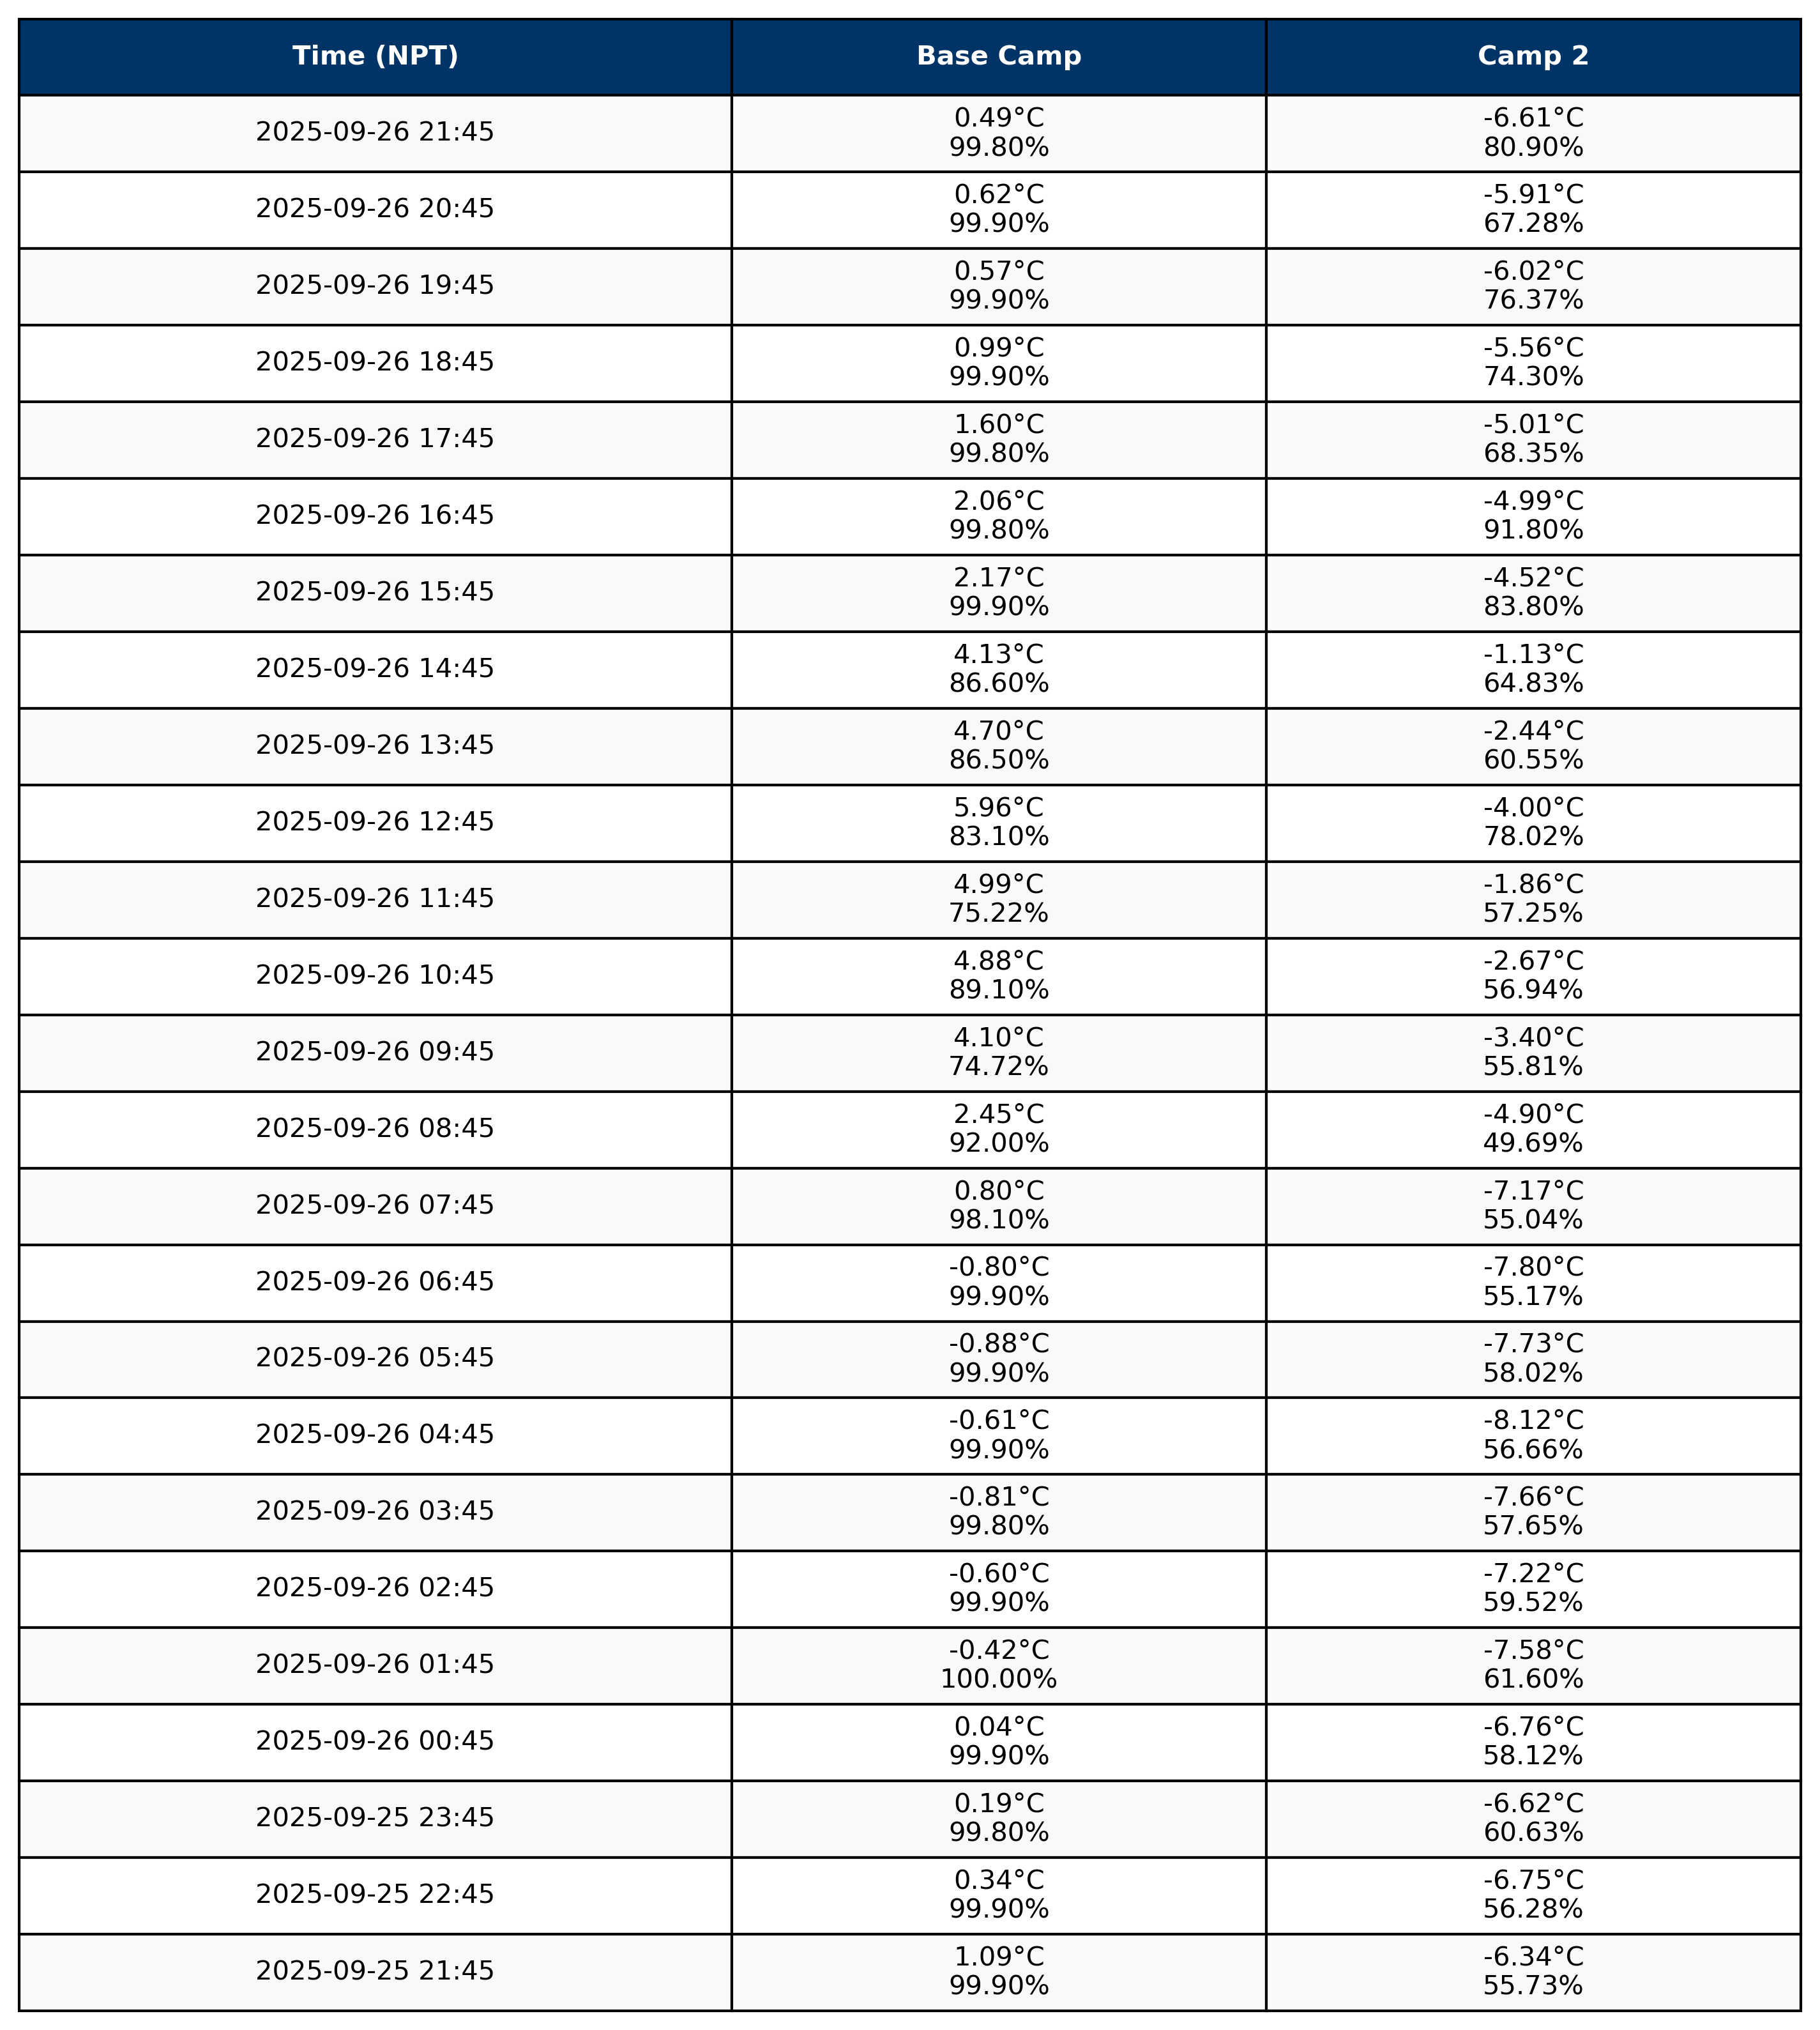 Time (NPT) Base Camp Camp 2
2025-09-26 21:45 0.49°C -6.61°C
99.80% 80.90%
2025-09-26 20:45 0.62°C -5.91°C
99.90% 67.28%
2025-09-26 19:45 0.57°C -6.02°C
99.90% 76.37%
2025-09-26 18:45 0.99°C -5.56°C
99.90% 74.30%
2025-09-26 17:45 1.60°C -5.01°C
99.80% 68.35%
2025-09-26 16:45 2.06°C -4.99°C
99.80% 91.80%
2025-09-26 15:45 2.17°C -4.52°C
99.90% 83.80%
2025-09-26 14:45 4.13°C -1.13°C
86.60% 64.83%
2025-09-26 13:45 4.70°C -2.44°C
86.50% 60.55%
2025-09-26 12:45 5.96°C -4.00°C
83.10% 78.02%
2025-09-26 11:45 4.99°C -1.86°C
75.22% 57.25%
2025-09-26 10:45 4.88°C -2.67°C
89.10% 56.94%
2025-09-26 09:45 4.10°C -3.40°C
74.72% 55.81%
2025-09-26 08:45 2.45°C -4.90°C
92.00% 49.69%
2025-09-26 07:45 0.80°C -7.17°C
98.10% 55.04%
2025-09-26 06:45 -0.80°C -7.80°C
99.90% 55.17%
2025-09-26 05:45 -0.88°C -7.73°C
99.90% 58.02%
2025-09-26 04:45 -0.61°C -8.12°C
99.90% 56.66%
2025-09-26 03:45 -0.81°C -7.66°C
99.80% 57.65%
2025-09-26 02:45 -0.60°C -7.22°C
99.90% 59.52%
2025-09-26 01:45 -0.42°C -7.58°C
100.00% 61.60%
2025-09-26 00:45 0.04°C -6.76°C
99.90% 58.12%
2025-09-25 23:45 0.19°C -6.62°C
99.80% 60.63%
2025-09-25 22:45 0.34°C -6.75°C
99.90% 56.28%
2025-09-25 21:45 1.09°C -6.34°C
99.90% 55.73%